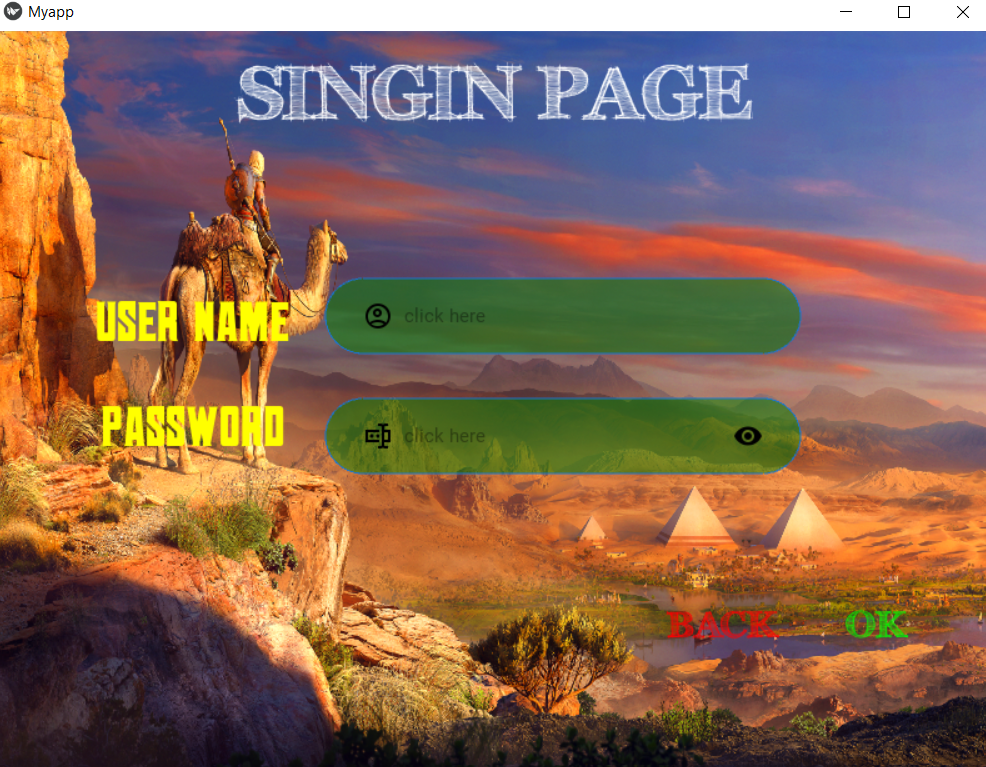 Myapp
SINGIN PAGE
USER NAME
click here
PASSWORD
click here
BACK
OK